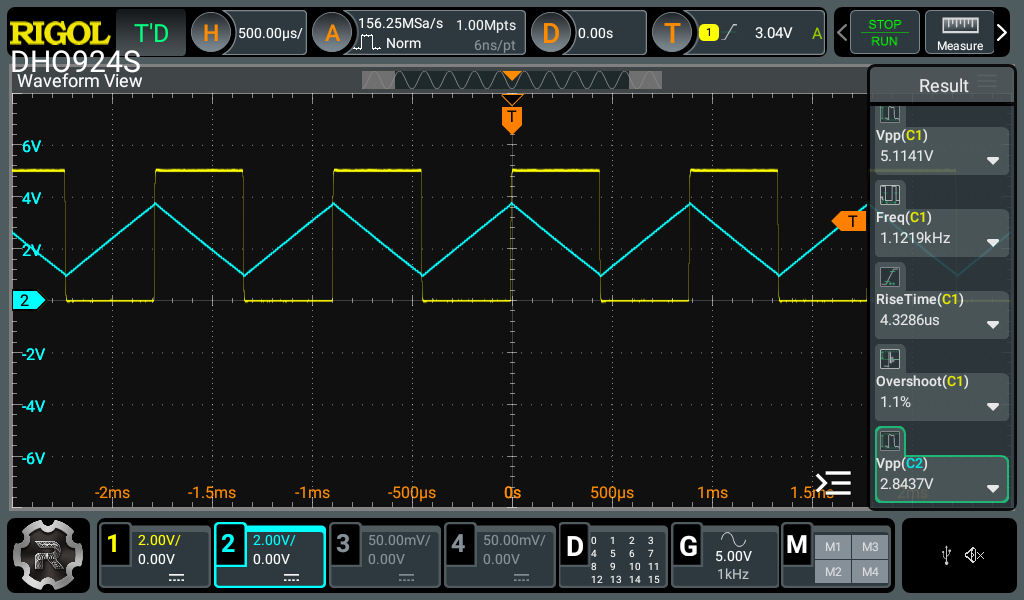 RIGOL T'D H 500.00µs/ A 156.25MSa/s 1.00Mpts D 0.00s T 1 3.04V A STOP
Norm 6ns/pt RUN Measure
DHO924S
Waveform View Result
T
Vpp(C1)
5.1141V
6V
4V
2V
2
-2V
-4V
-6V
T
Freq(C1)
1.1219kHz
RiseTime(C1)
4.3286us
Overshoot(C1)
1.1%
Vpp(C2)
2.8437V
-2ms -1.5ms -1ms -500µs 0s 500µs 1ms 1.5ms 2ms
1 2.00V/ 2 2.00V/ 3 50.00mV/ 4 50.00mV/ D 0 1 2 3 G 5.00V M M1 M3
0.00V 0.00V 0.00V 0.00V 4 5 6 7 1kHz M2 M4
8 9 10 11
12 13 14 15